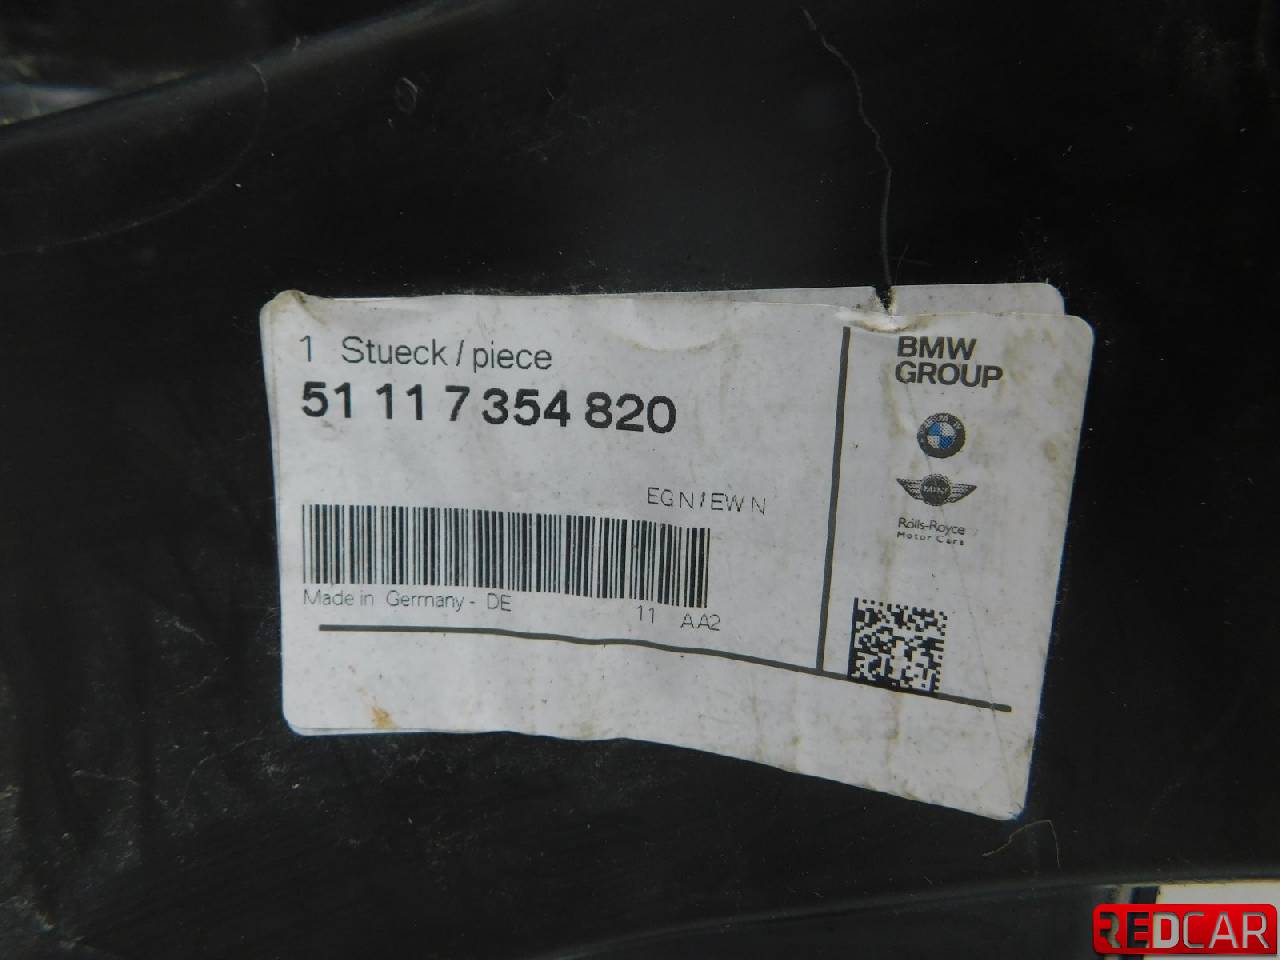 1 Stueck / piece
51 11 7 354 820
EGN/EWN
Made in Germany - DE 11 AA2
BMW
GROUP
MINI
Rolls-Royce
Motor Cars
REDCAR